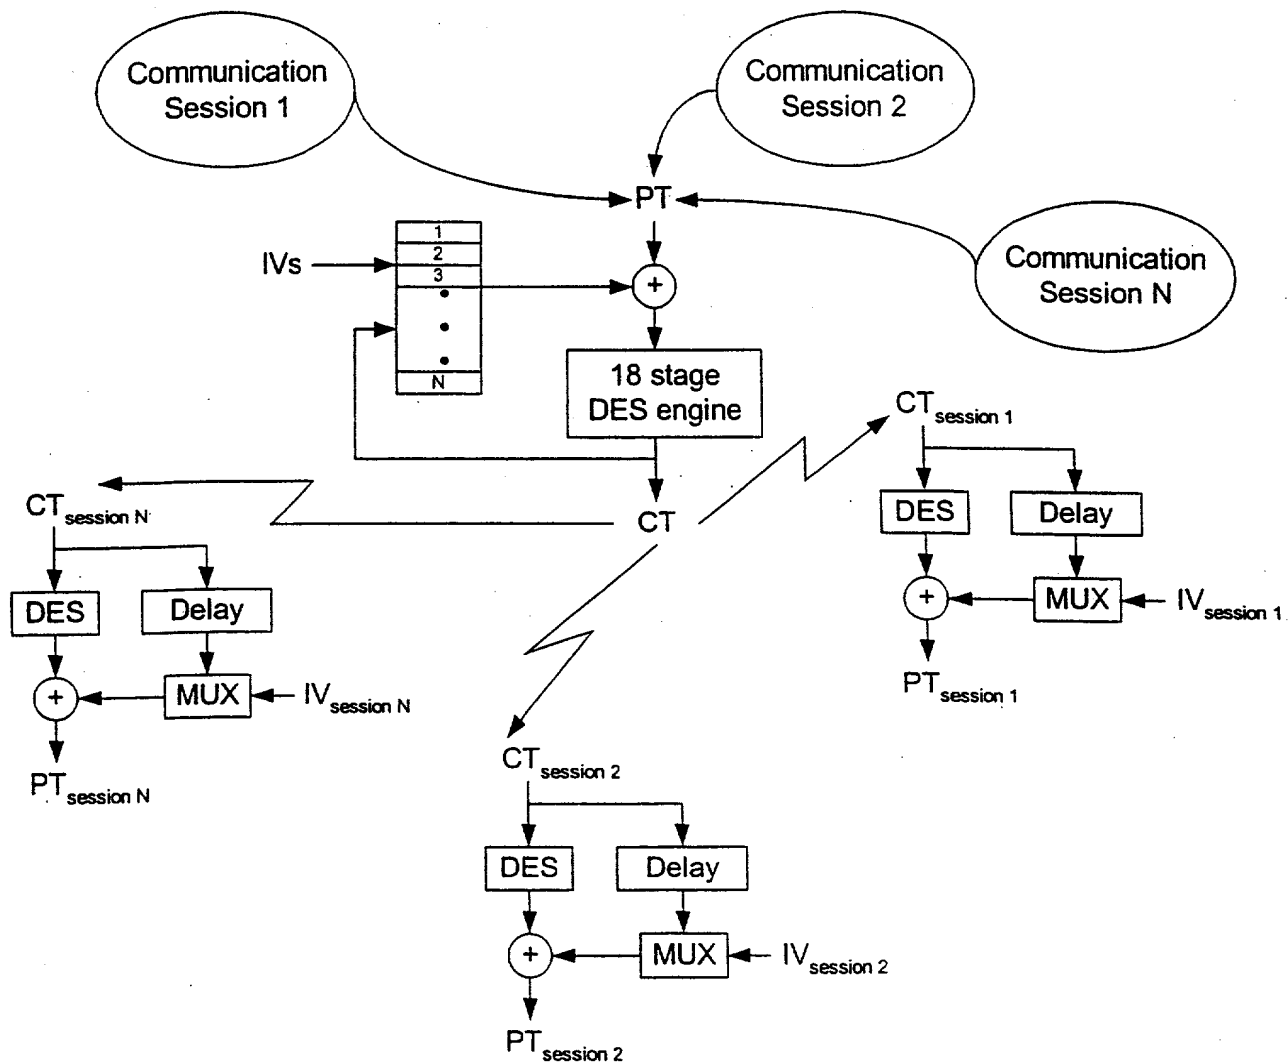 Communication
Session 1
Communication
Session 2
PT
Communication
Session N
IVs
1
2
3
N
+
18 stage
DES engine
CT
CT session 1
DES
Delay
+
MUX
IV session 1
PT session 1
CT session N
DES
Delay
+
MUX
IV session N
PT session N
CT session 2
DES
Delay
+
MUX
IV session 2
PT session 2